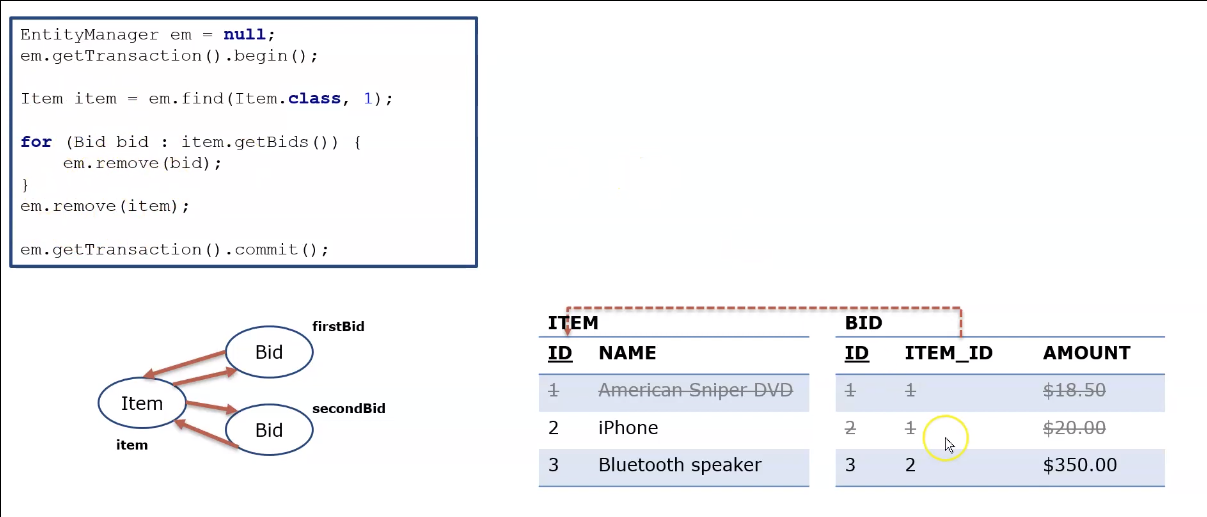 EntityManager em = null;
em.getTransaction().begin();
Item item = em.find(Item.class, 1);
for (Bid bid : item.getBids()) {
em.remove(bid);
}
em.remove(item);
em.getTransaction().commit();
firstBid
Bid
Item
secondBid
Bid
item
ITEM
ID NAME
1 American Sniper DVD
2 iPhone
3 Bluetooth speaker
BID
ID ITEM_ID AMOUNT
1 1 $18.50
2 1 $20.00
3 2 $350.00